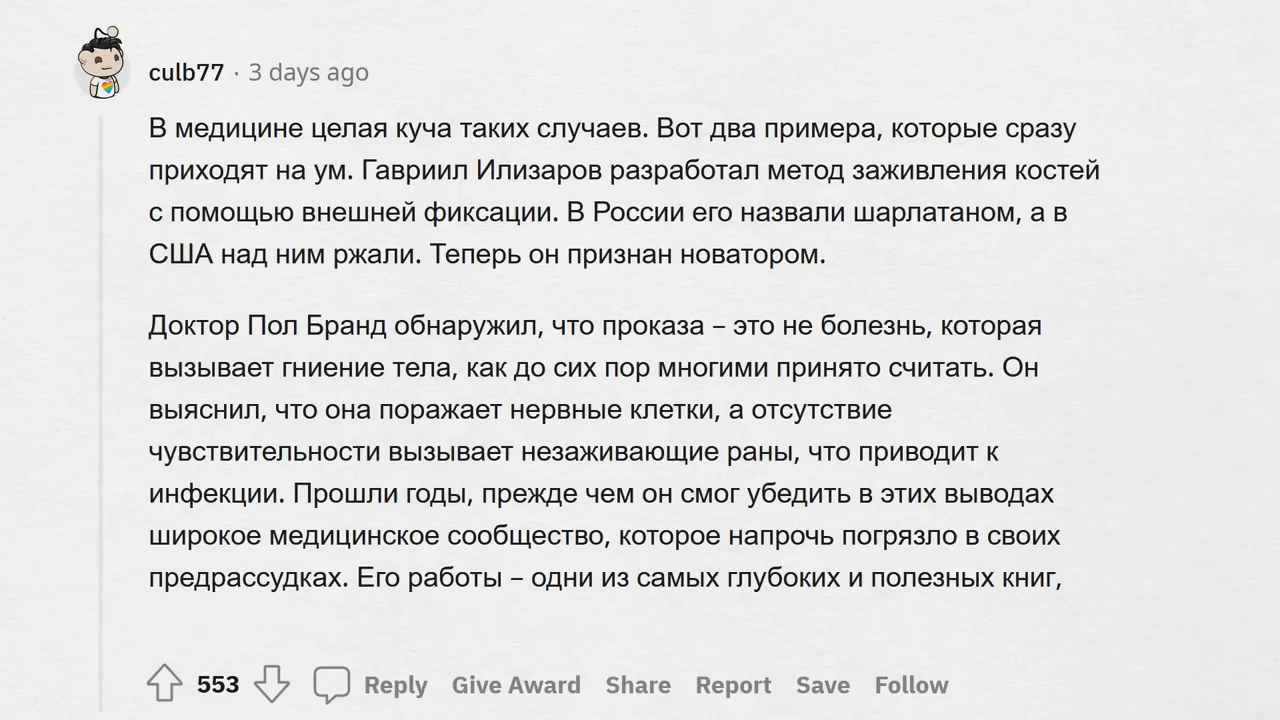 culb77 · 3 days ago
В медицине целая куча таких случаев. Вот два примера, которые сразу
приходят на ум. Гавриил Илизаров разработал метод заживления костей
с помощью внешней фиксации. В России его назвали шарлатаном, а в
США над ним ржали. Теперь он признан новатором.
Доктор Пол Бранд обнаружил, что проказа – это не болезнь, которая
вызывает гниение тела, как до сих пор многими принято считать. Он
выяснил, что она поражает нервные клетки, а отсутствие
чувствительности вызывает незаживающие раны, что приводит к
инфекции. Прошли годы, прежде чем он смог убедить в этих выводах
широкое медицинское сообщество, которое напрочь погрязло в своих
предрассудках. Его работы – одни из самых глубоких и полезных книг,
553 Reply Give Award Share Report Save Follow